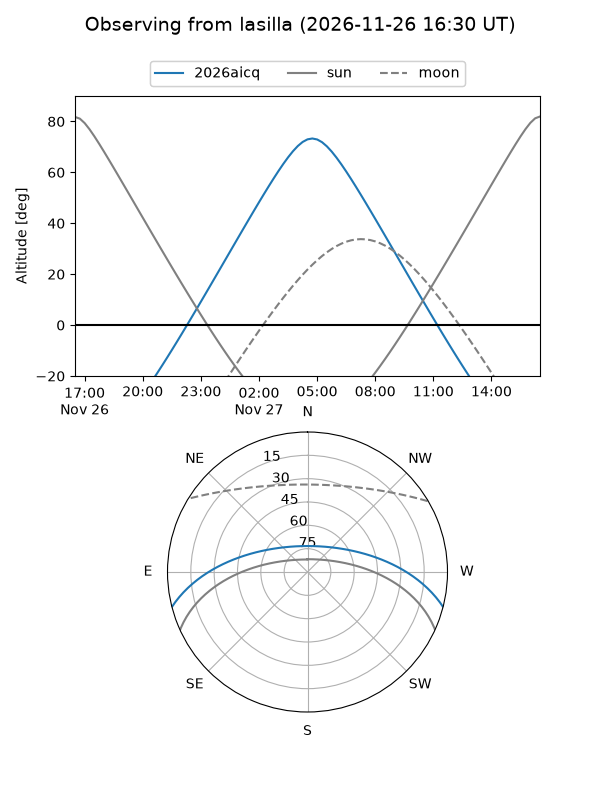 Observing from lasilla (2026-11-26 16:30 UT)
2026aicq sun moon
Altitude [deg]
80
60
40
20
0
−20
17:00 20:00 23:00 02:00 05:00 08:00 11:00 14:00
Nov 26 Nov 27
N
NE NW
15
30
45
60
75
E W
SE SW
S